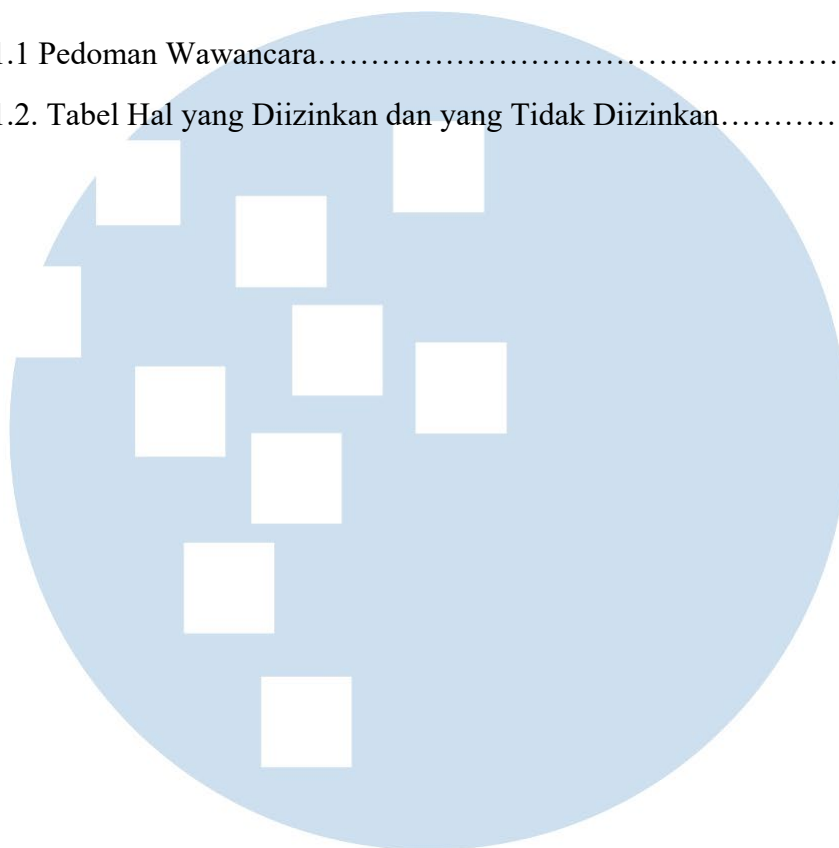 .1 Pedoman Wawancara……………………………………………
.2. Tabel Hal yang Diizinkan dan yang Tidak Diizinkan…………